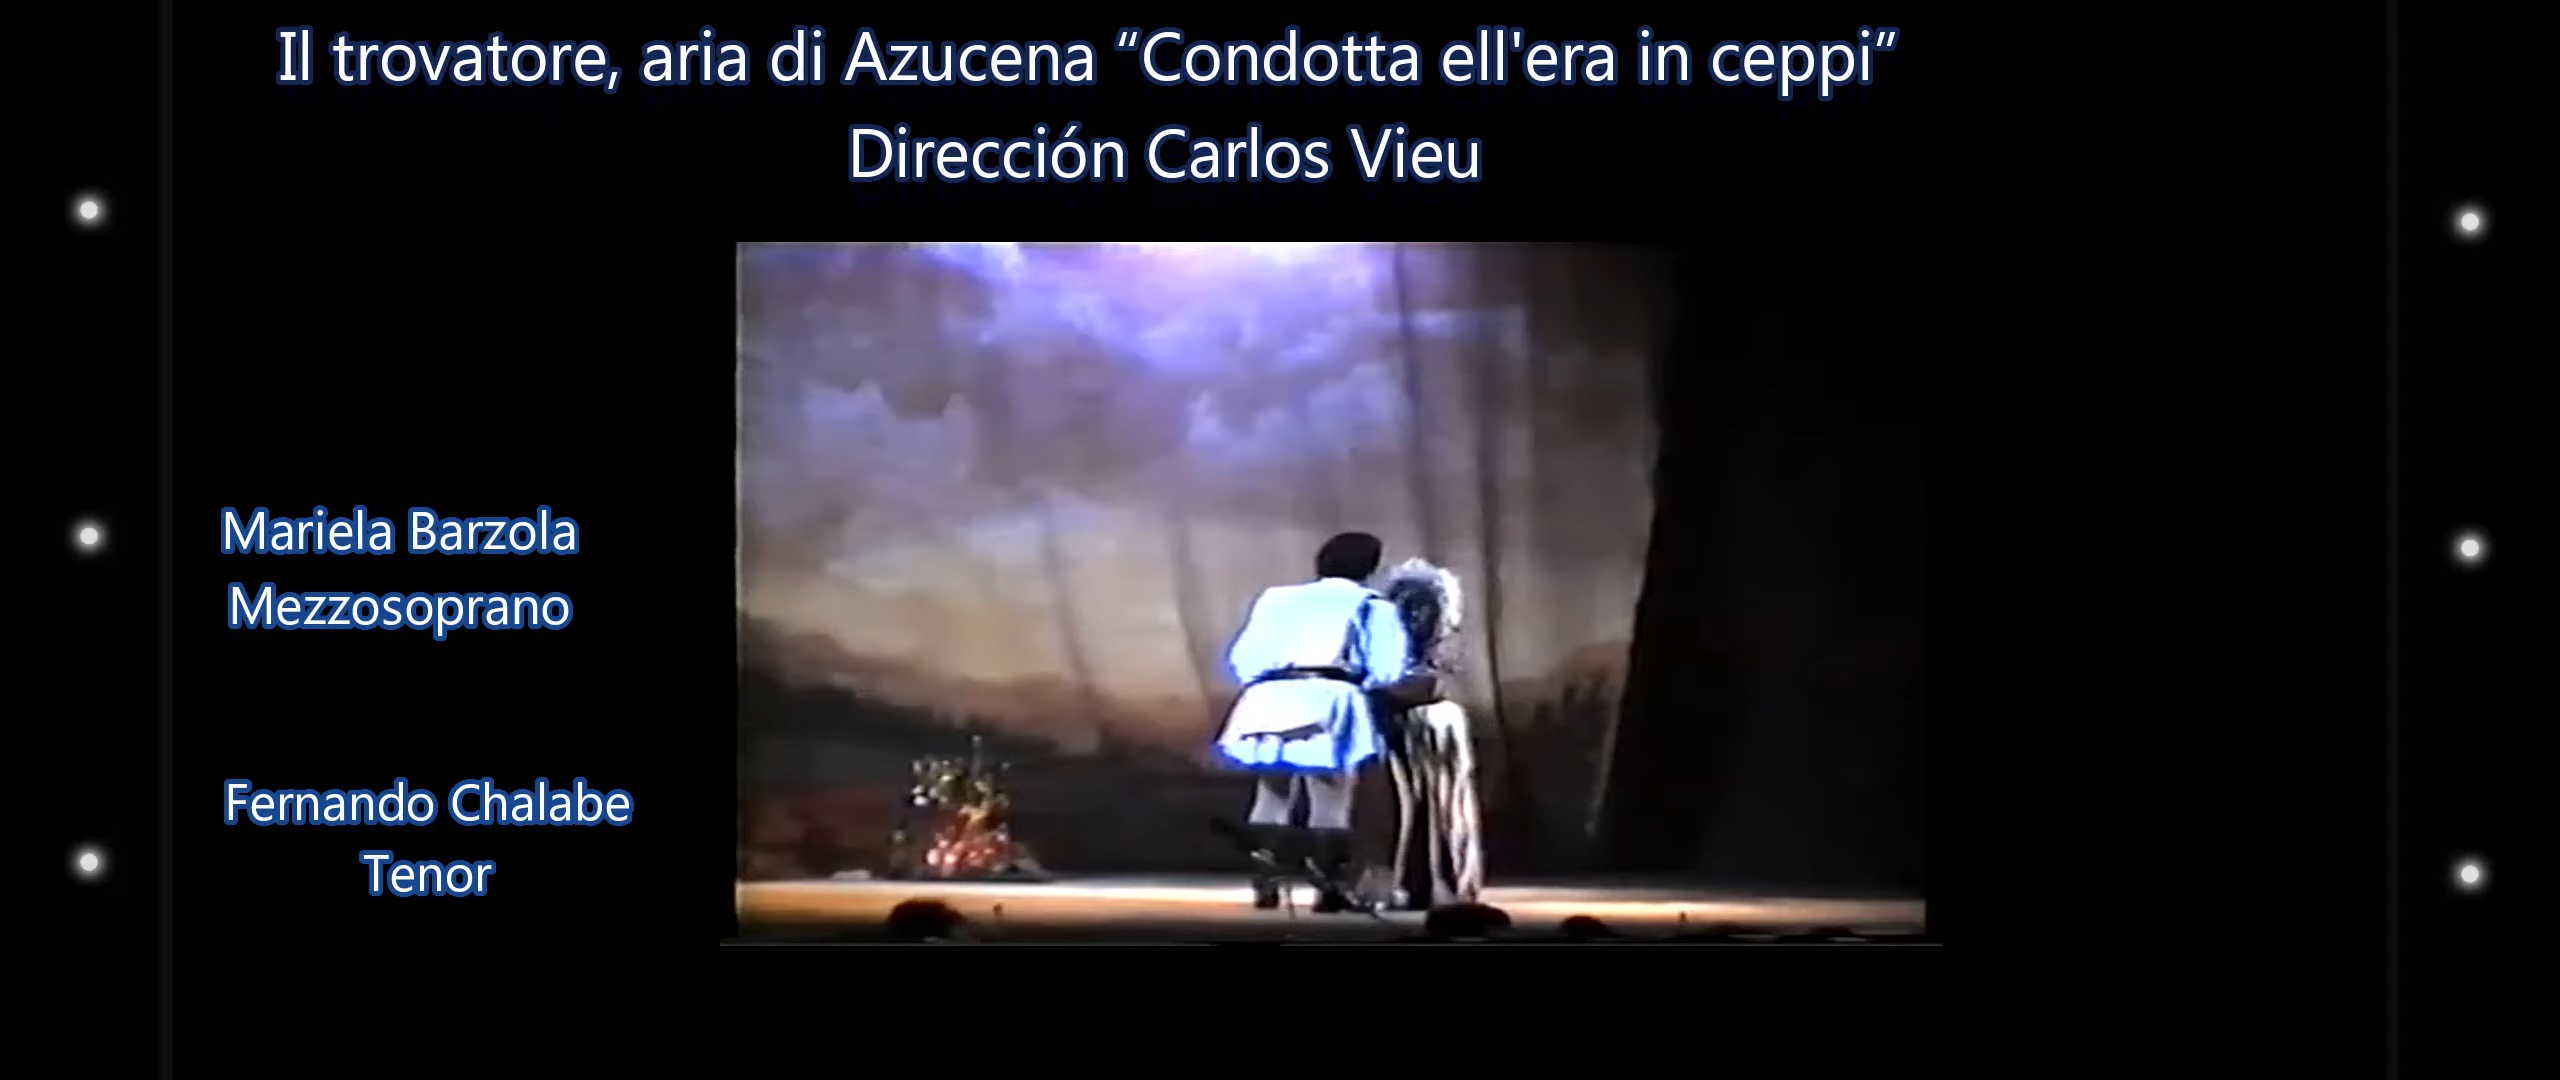 Il trovatore, aria di Azucena “Condotta ell'era in ceppi”
Dirección Carlos Vieu
Mariela Barzola
Mezzosoprano
Fernando Chalabe
Tenor